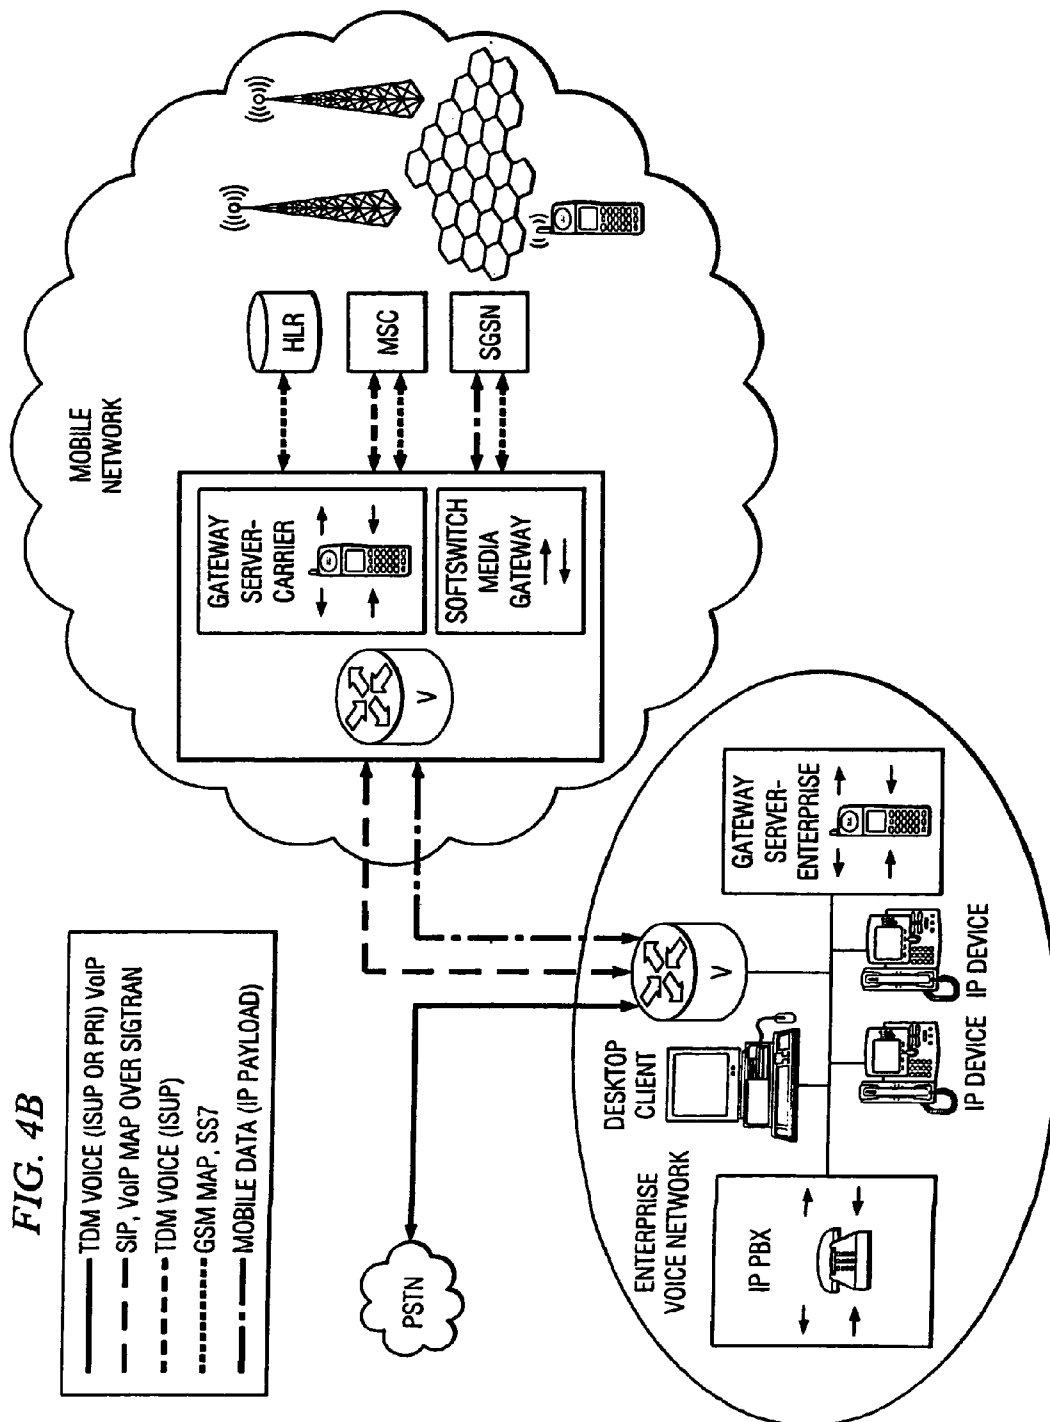 FIG. 4B
TDM VOICE (ISUP OR PRI) VoIP
SIP, VoIP MAP OVER SIGTRAN
TDM VOICE (ISUP)
GSM MAP, SS7
MOBILE DATA (IP PAYLOAD)
MOBILE
NETWORK
GATEWAY
SERVER-
CARRIER
SOFTSWITCH
MEDIA
GATEWAY
V
HLR
MSC
SGSN
PSTN
ENTERPRISE
VOICE NETWORK
DESKTOP
CLIENT
V
IP PBX
IP DEVICE
IP DEVICE
GATEWAY
SERVER-
ENTERPRISE